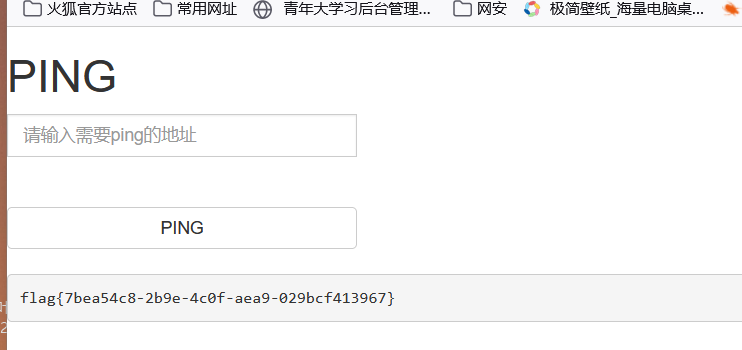 火狐官方站点 常用网址 青年大学习后台管理... 网安 极简壁纸_海量电脑桌...
PING
请输入需要ping的地址
PING
flag{7bea54c8-2b9e-4c0f-aea9-029bcf413967}
2